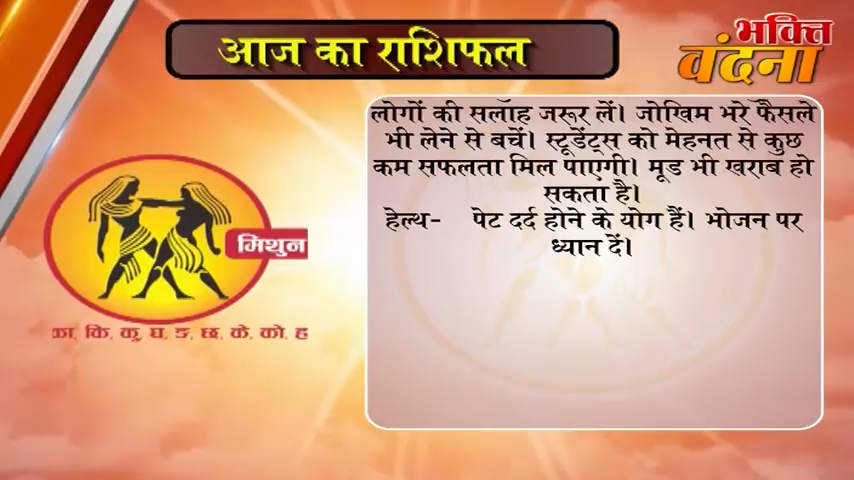 आज का राशिफल
भक्ति
वंदना
लोगों की सलाह जरूर लें। जोखिम भरे फैसले
भी लेने से बचें। स्टूडेंट्स को मेहनत से कुछ
कम सफलता मिल पाएगी। मूड भी खराब हो
सकता है।
हेल्थ- पेट दर्द होने के योग हैं। भोजन पर
ध्यान दें।
मिथुन
का, कि, कु, घ, ङ, छ, के, को, ह